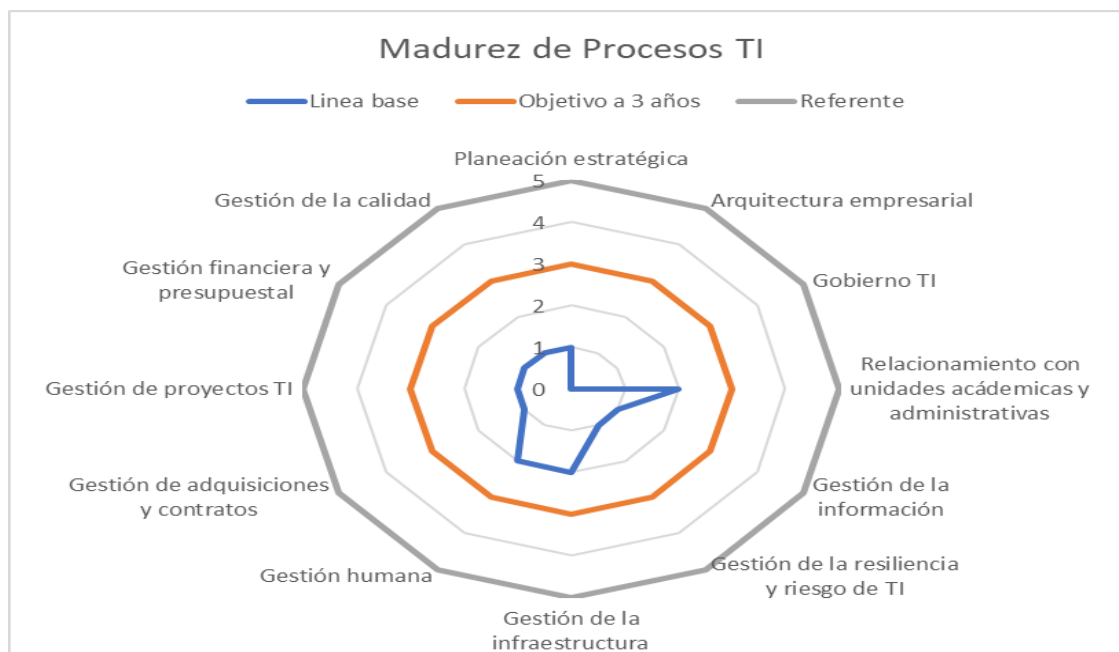 Madurez de Procesos TI
Linea base
Objetivo a 3 años
Referente
Planeación estratégica
Arquitectura empresarial
Gobierno TI
Relacionamiento con
unidades acádemicas y
administrativas
Gestión de la
información
Gestión de la resiliencia
y riesgo de TI
Gestión de la
infraestructura
Gestión humana
Gestión de adquisiciones
y contratos
Gestión de proyectos TI
Gestión financiera y
presupuestal
Gestión de la calidad
5
4
3
2
1
0